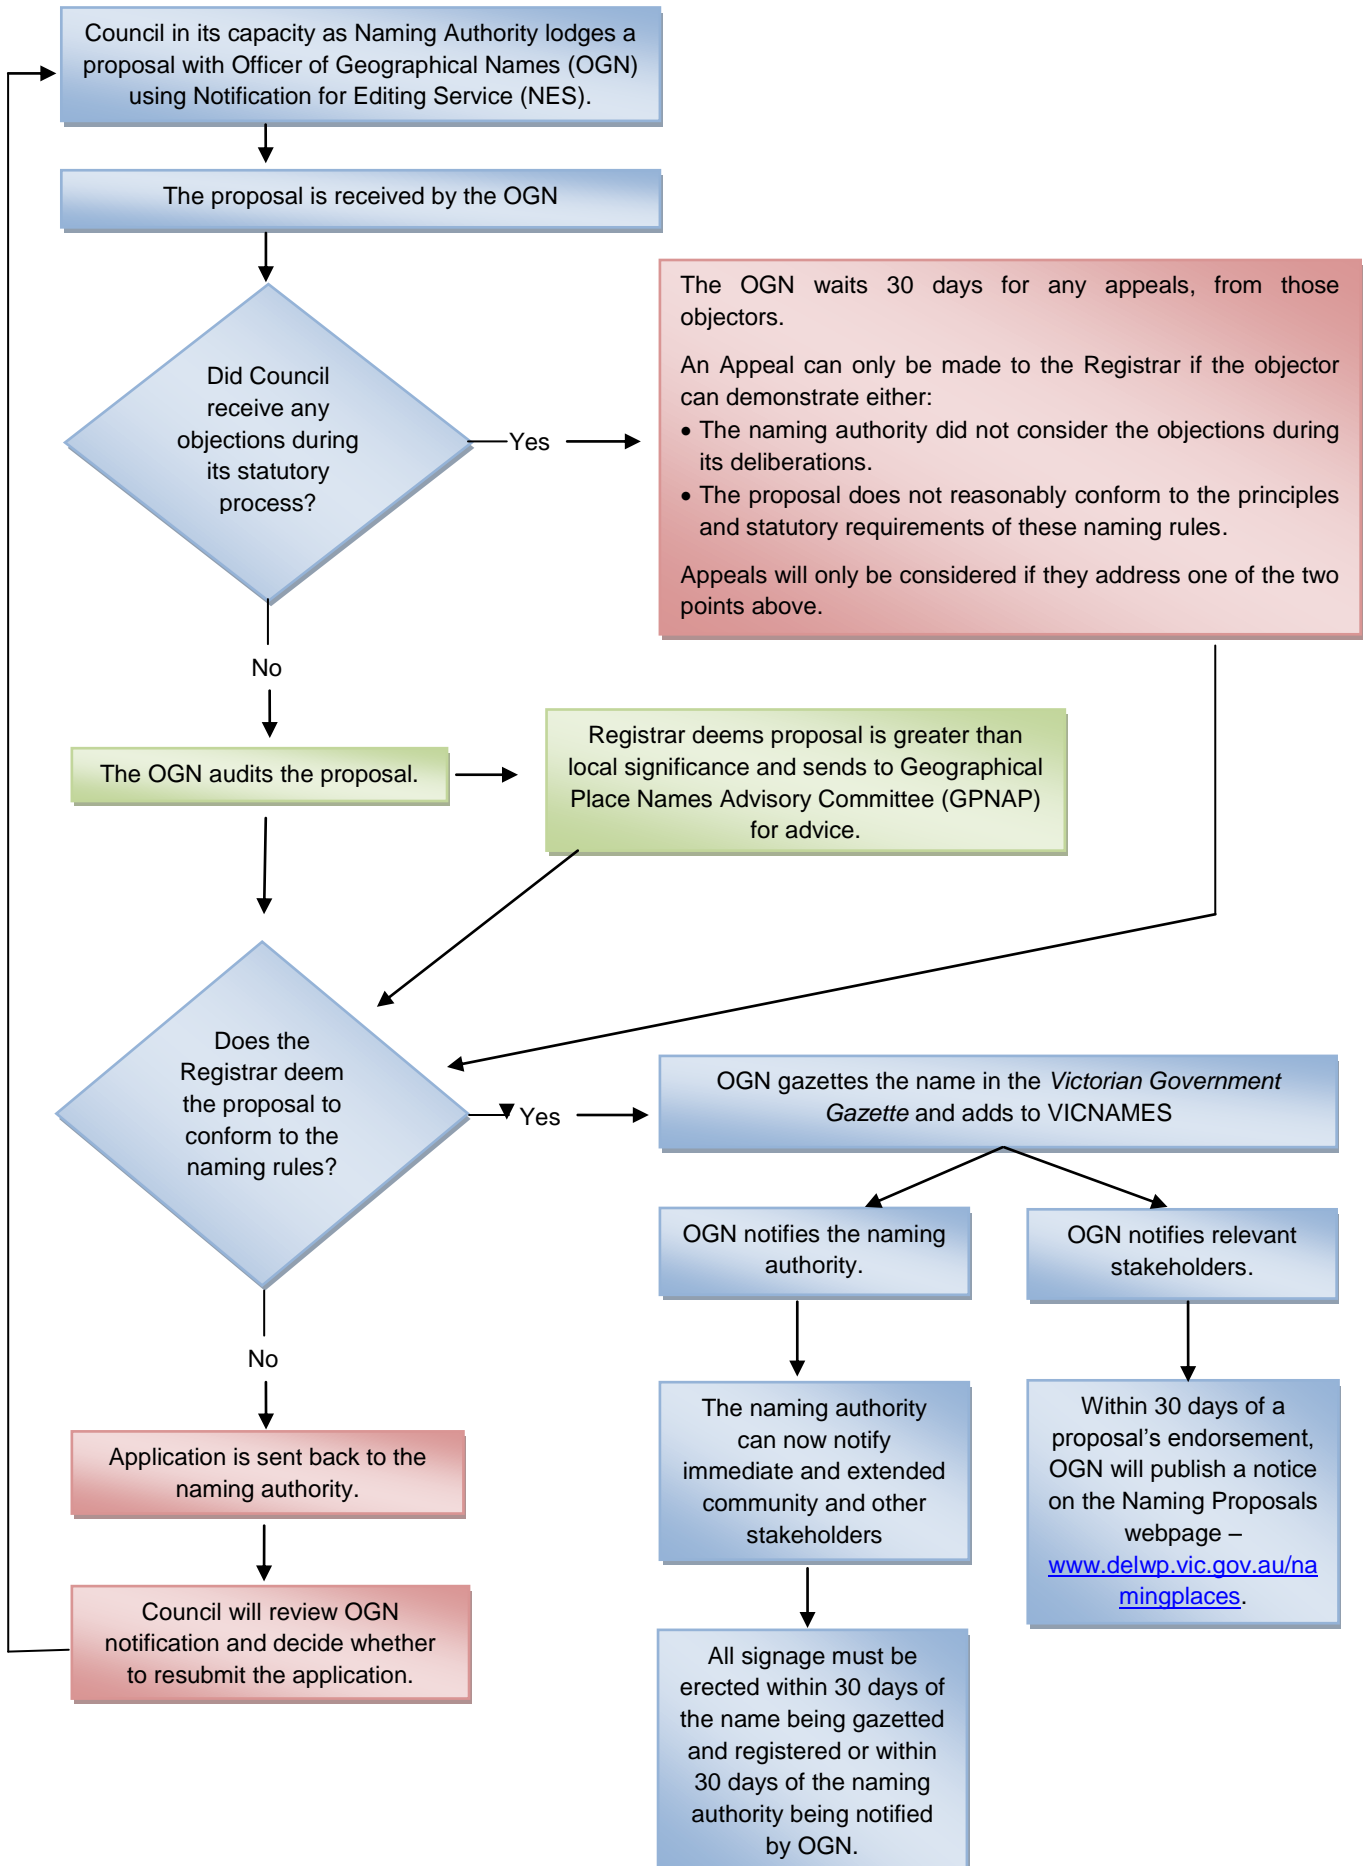 Council in its capacity as Naming Authority lodges a
proposal with Officer of Geographical Names (OGN)
using Notification for Editing Service (NES).
The proposal is received by the OGN
Did Council
receive any
objections during
its statutory
process?
Yes
The OGN waits 30 days for any appeals, from those
objectors.
An Appeal can only be made to the Registrar if the objector
can demonstrate either:
• The naming authority did not consider the objections during
its deliberations.
• The proposal does not reasonably conform to the principles
and statutory requirements of these naming rules.
Appeals will only be considered if they address one of the two
points above.
No
The OGN audits the proposal.
Registrar deems proposal is greater than
local significance and sends to Geographical
Place Names Advisory Committee (GPNAP)
for advice.
Does the
Registrar deem
the proposal to
conform to the
naming rules?
Yes
OGN gazettes the name in the Victorian Government
Gazette and adds to VICNAMES
OGN notifies the naming
authority.
OGN notifies relevant
stakeholders.
No
The naming authority
can now notify
immediate and extended
community and other
stakeholders
Within 30 days of a
proposal’s endorsement,
OGN will publish a notice
on the Naming Proposals
webpage –
www.delwp.vic.gov.au/na
mingplaces.
Application is sent back to the
naming authority.
Council will review OGN
notification and decide whether
to resubmit the application.
All signage must be
erected within 30 days of
the name being gazetted
and registered or within
30 days of the naming
authority being notified
by OGN.